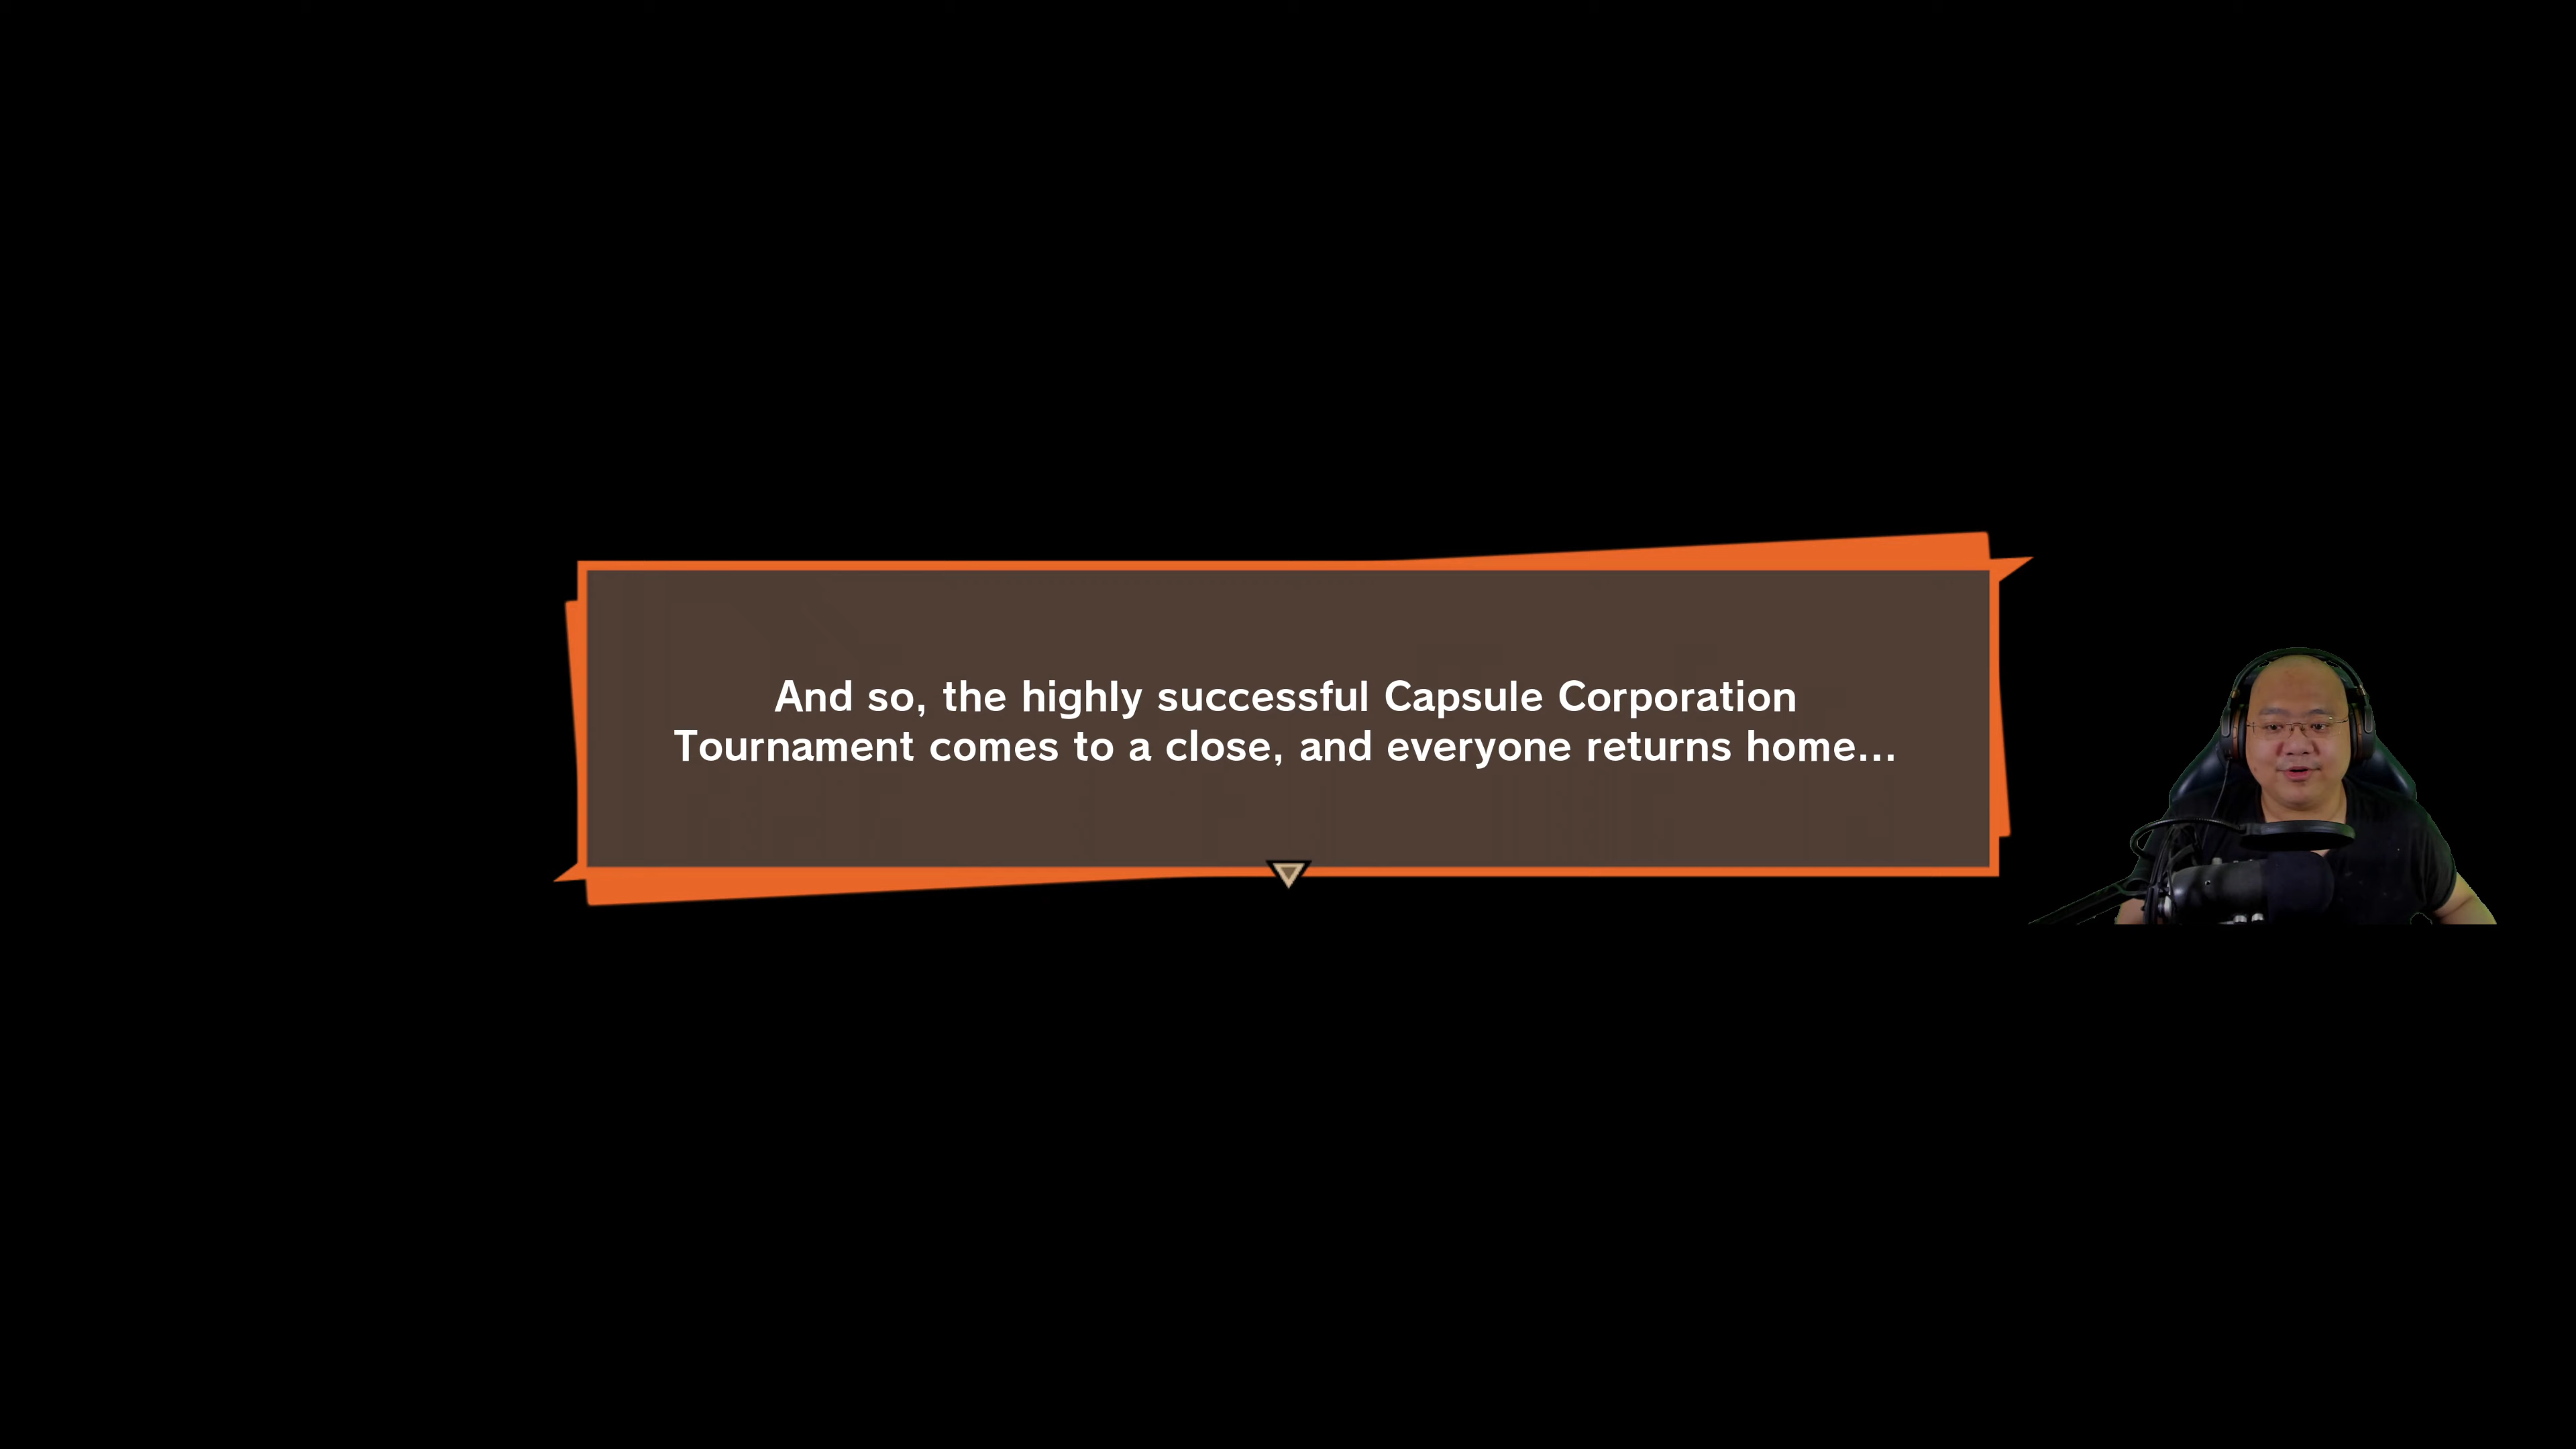 And so, the highly successful Capsule Corporation
Tournament comes to a close, and everyone returns home...